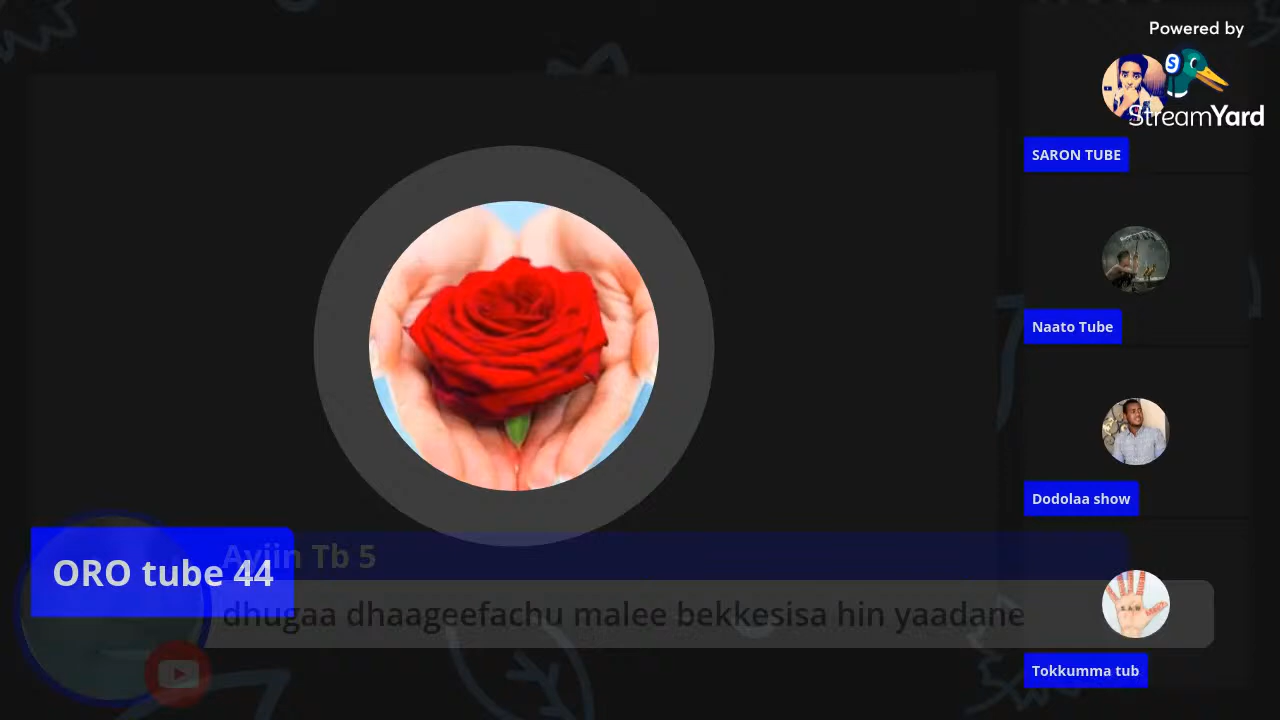 Powered by
StreamYard
SARON TUBE
Naato Tube
Dodolaa show
Ayiin Tb 5
ORO tube 44
dhugaa dhaageefachu malee bekkesisa hin yaadane
Tokkumma tub